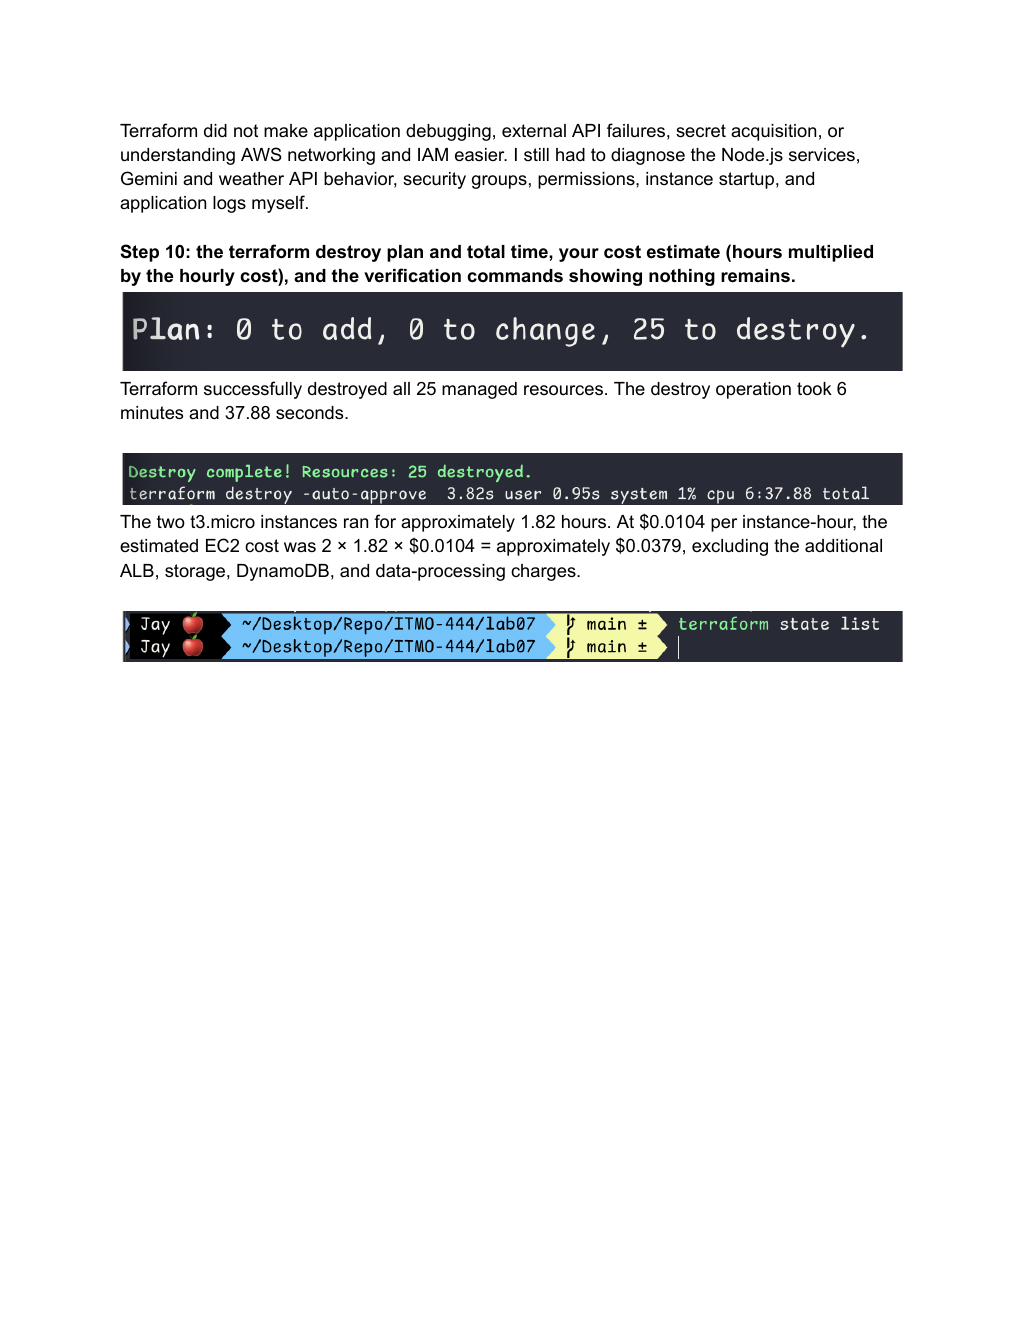 Terraform did not make application debugging, external API failures, secret acquisition, or
understanding AWS networking and IAM easier. I still had to diagnose the Node.js services,
Gemini and weather API behavior, security groups, permissions, instance startup, and
application logs myself.
Step 10: the terraform destroy plan and total time, your cost estimate (hours multiplied
by the hourly cost), and the verification commands showing nothing remains.
Plan: 0 to add, 0 to change, 25 to destroy.
Terraform successfully destroyed all 25 managed resources. The destroy operation took 6
minutes and 37.88 seconds.
Destroy complete! Resources: 25 destroyed.
terraform destroy -auto-approve  3.82s user 0.95s system 1% cpu 6:37.88 total
The two t3.micro instances ran for approximately 1.82 hours. At $0.0104 per instance-hour, the
estimated EC2 cost was 2 × 1.82 × $0.0104 = approximately $0.0379, excluding the additional
ALB, storage, DynamoDB, and data-processing charges.
Jay 🍎 ~/Desktop/Repo/ITMO-444/lab07 main ± terraform state list
Jay 🍎 ~/Desktop/Repo/ITMO-444/lab07 main ±